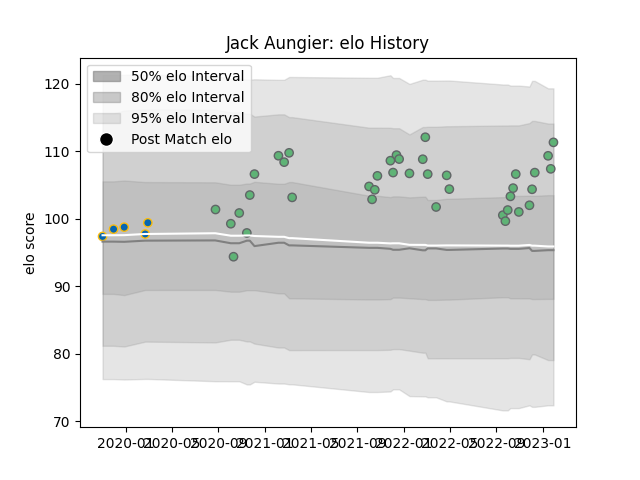 Jack Aungier: elo History
50% elo Interval
80% elo Interval
95% elo Interval
Post Match elo
elo score
120
110
100
90
80
70
2020-01
2020-05
2020-09
2021-01
2021-05
2021-09
2022-01
2022-05
2022-09
2023-01